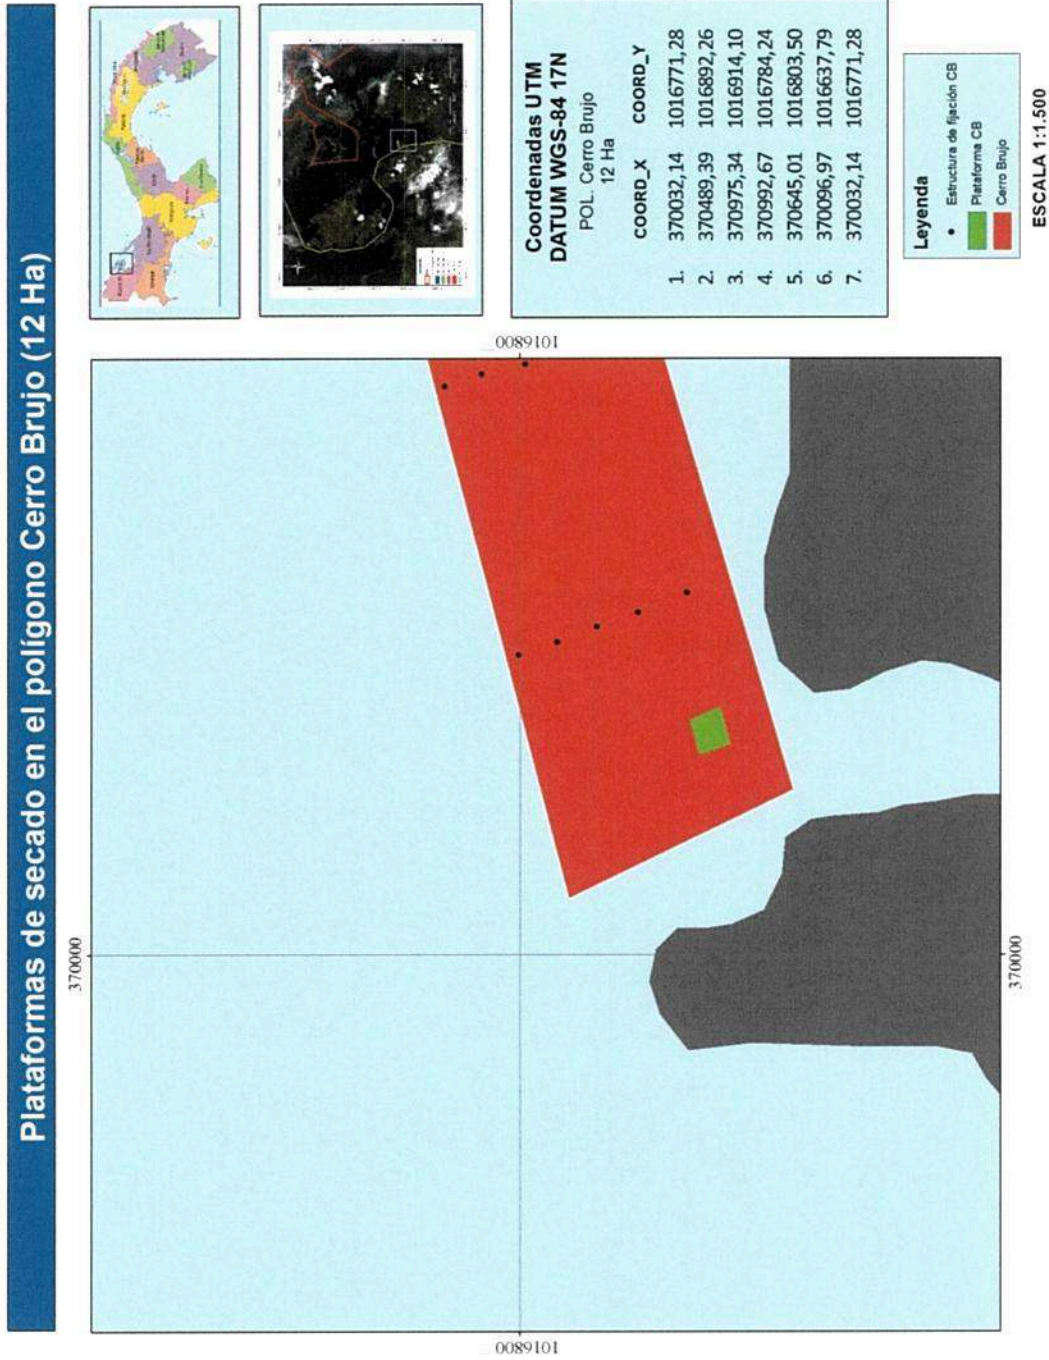 Plataformas de secado en el polígono Cerro Brujo (12 Ha)
370000
1016800
1016800
370000
Coordenadas UTM
DATUM WGS-84 17N
POL. Cerro Brujo
12 Ha
COORD_X COORD_Y
1. 370032,14 1016771,28
2. 370489,39 1016892,26
3. 370975,34 1016914,10
4. 370992,67 1016784,24
5. 370645,01 1016803,50
6. 370096,97 1016637,79
7. 370032,14 1016771,28
Leyenda
Estructura de fijación CB
Plataforma CB
Cerro Brujo
ESCALA 1:1.500